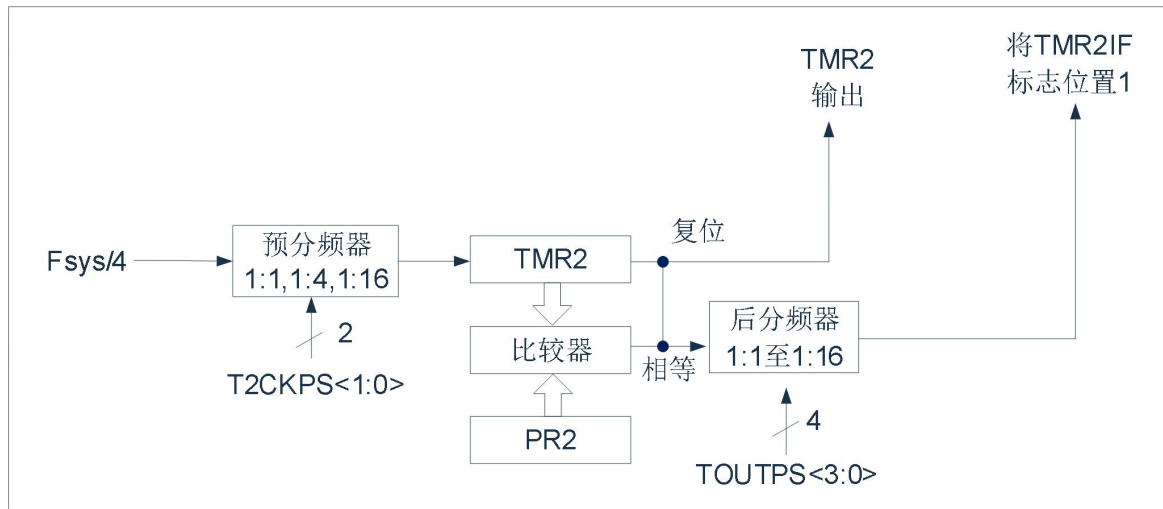 TMR2
输出
将TMR2IF
标志位置1
Fsys/4
预分频器
1:1,1:4,1:16
TMR2
复位
2
T2CKPS<1:0>
比较器
相等
后分频器
1:1至1:16
PR2
4
TOUTPS<3:0>